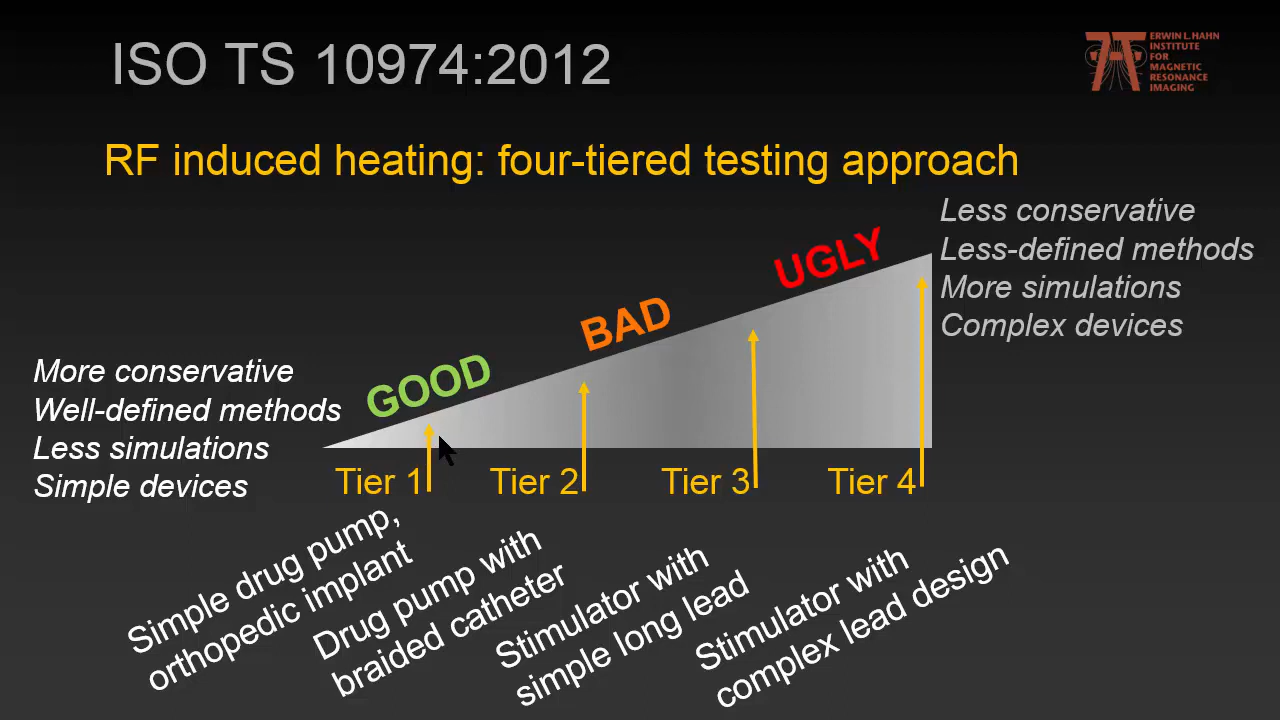 ISO TS 10974:2012
ERWIN L. HAHN
INSTITUTE
FOR
MAGNETIC
RESONANCE
IMAGING
RF induced heating: four-tiered testing approach
Less conservative
Less-defined methods
More simulations
Complex devices
UGLY
BAD
GOOD
More conservative
Well-defined methods
Less simulations
Simple devices
Tier 1
Tier 2
Tier 3
Tier 4
Simple drug pump,
orthopedic implant
Drug pump with
braided catheter
Stimulator with
simple long lead
Stimulator with
complex lead design